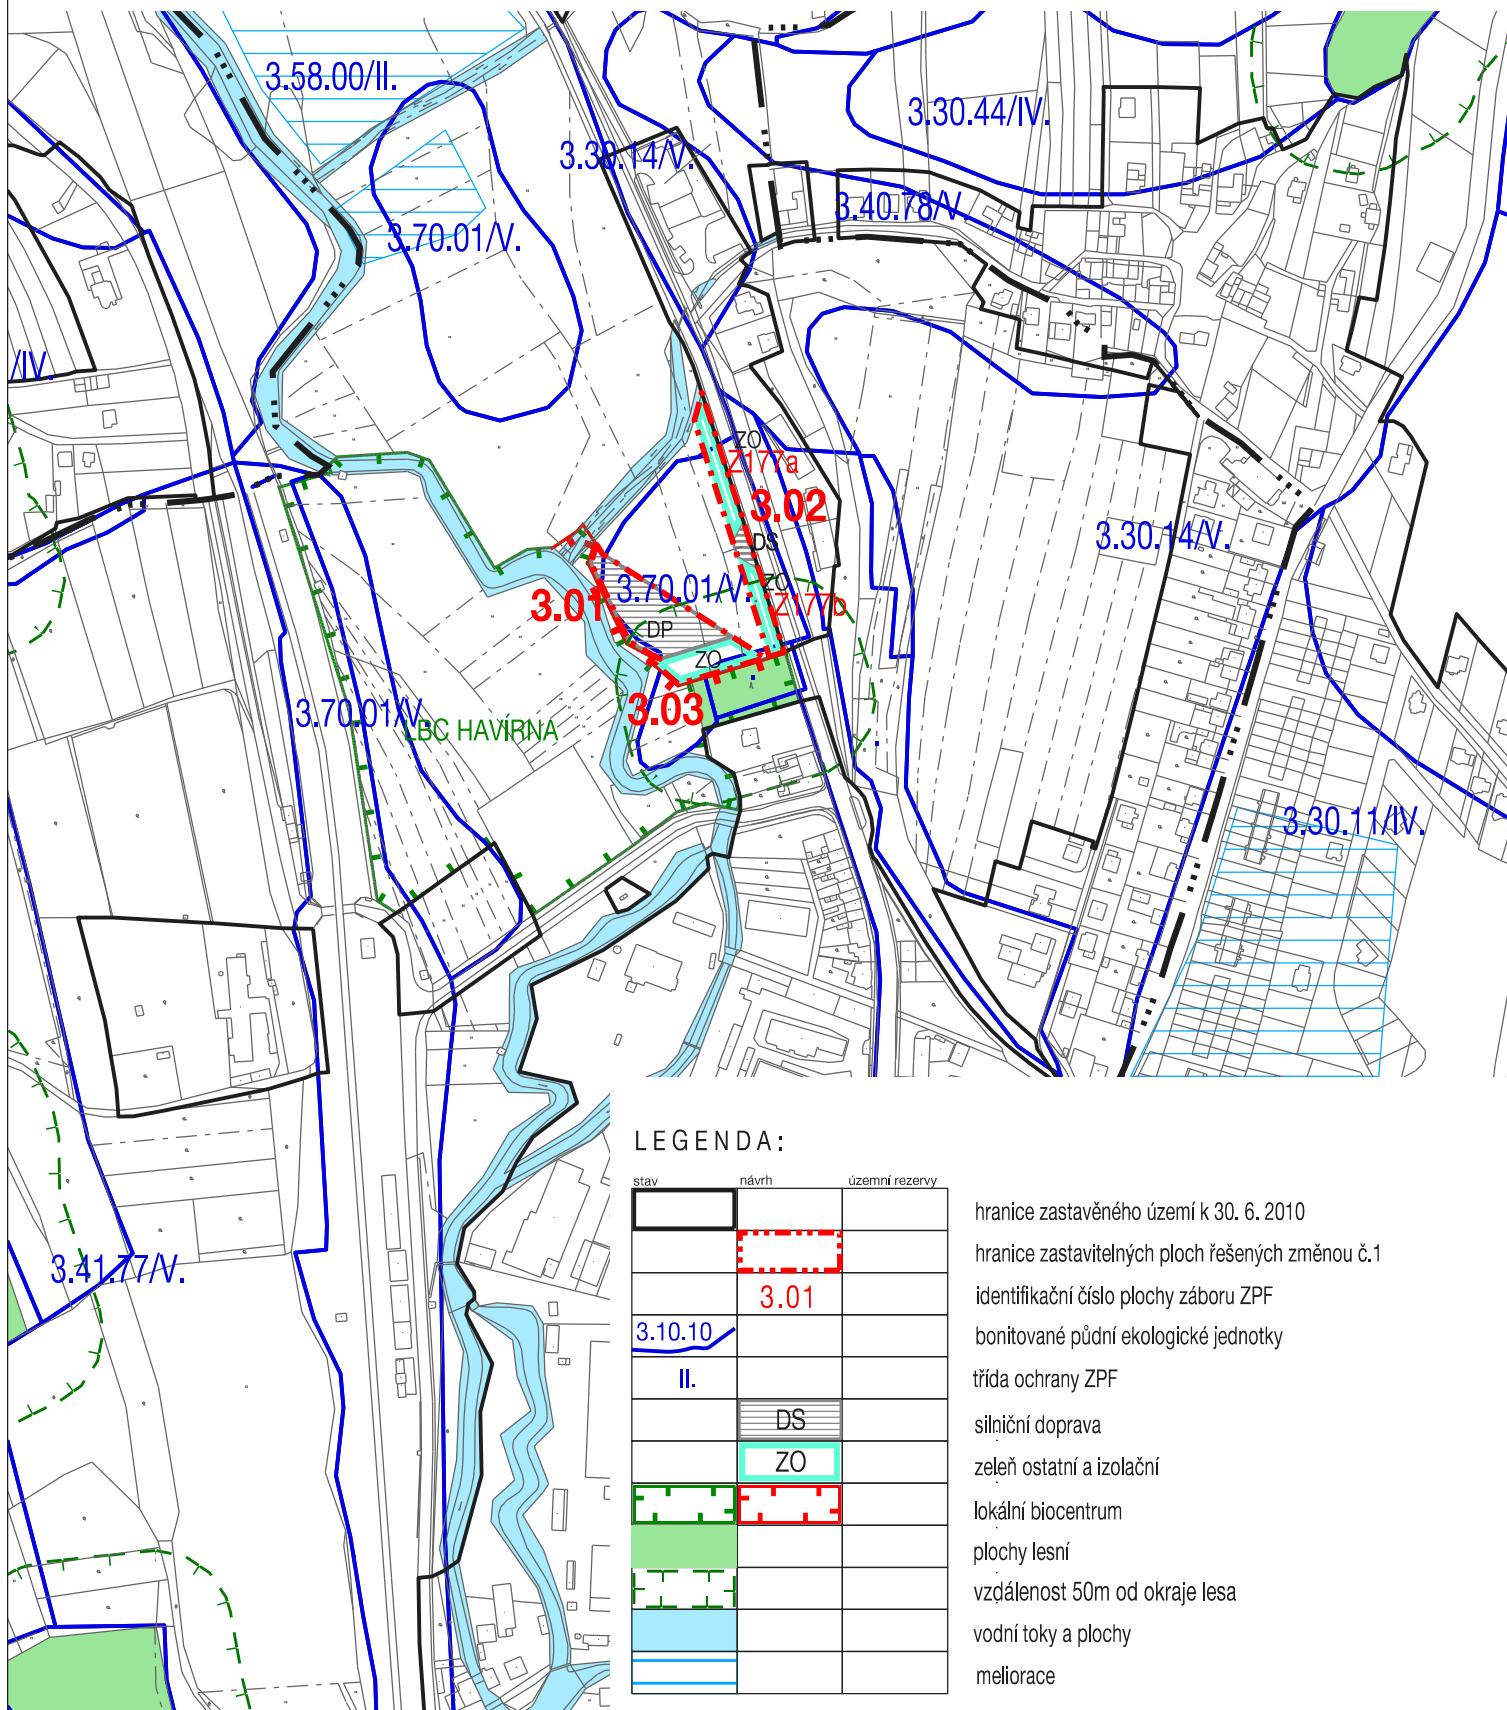 3.58.00/II.
3.30.44/IV.
3.30.14/V.
3.40.78/V.
3.70.01/V.
/IV.
ZO
Z177a
3.02
DS
3.30.14/V.
ZO
3.70.01/V.
Z177b
3.01
DP
ZO
3.03
3.70.01/V.
LBC HAVÍRNA
3.30.11/IV.
3.41.77/V.
LEGENDA:
stav návrh územní rezervy
hranice zastavěného území k 30. 6. 2010
hranice zastavitelných ploch řešených změnou č.1
3.01 identifikační číslo plochy záboru ZPF
3.10.10 bonitované půdní ekologické jednotky
II. třída ochrany ZPF
DS silniční doprava
ZO zeleň ostatní a izolační
lokální biocentrum
plochy lesní
vzdálenost 50m od okraje lesa
vodní toky a plochy
meliorace